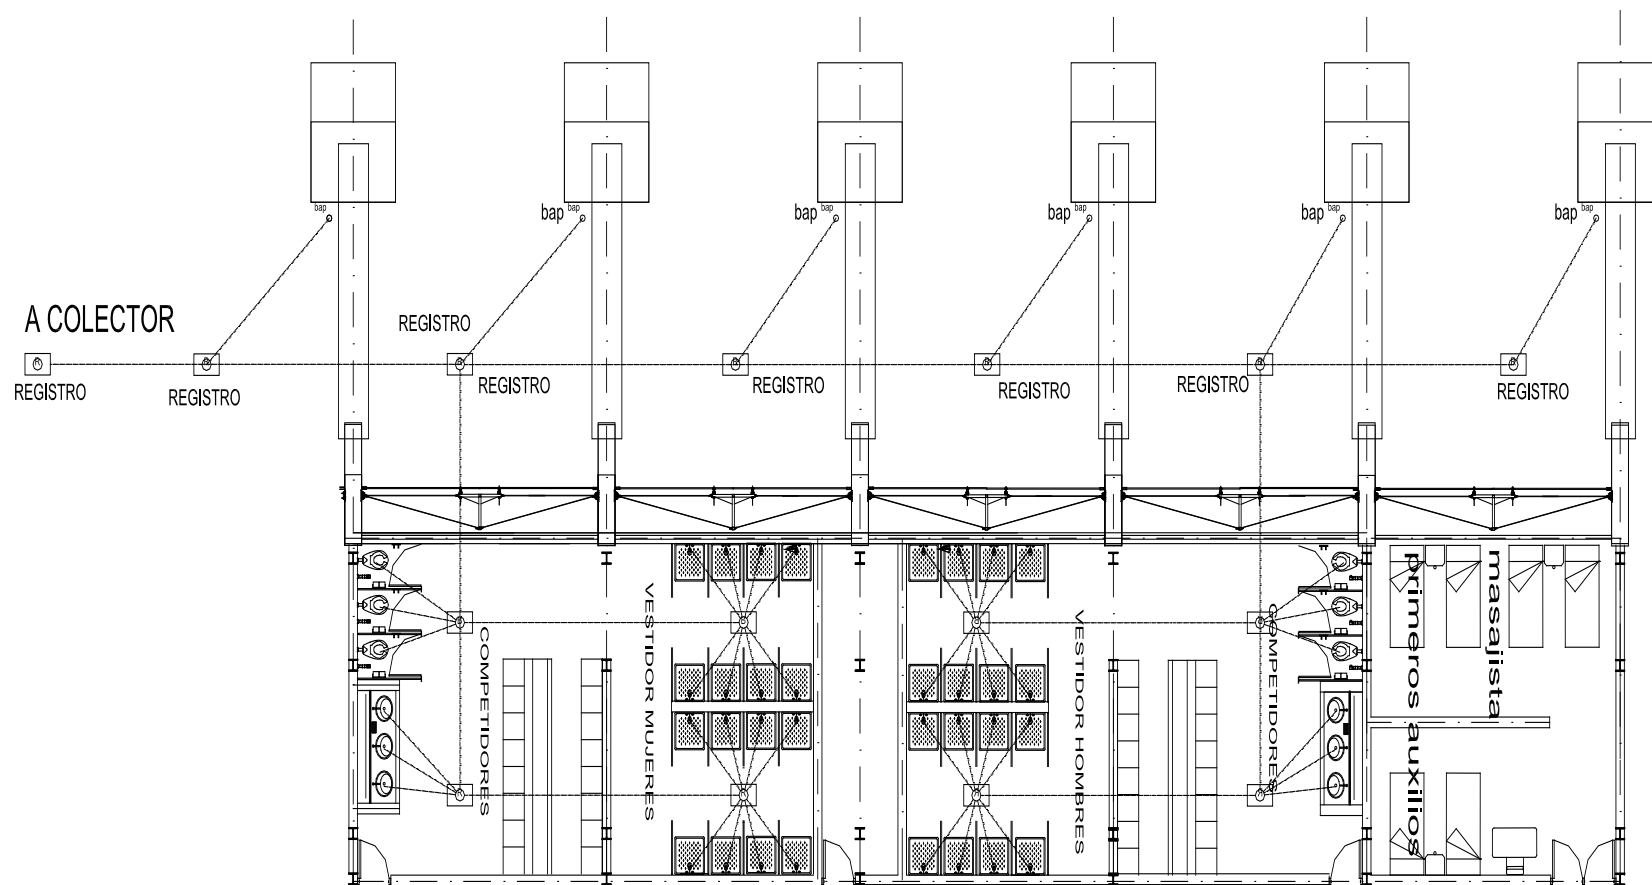 bap
bap bap
bap bap
bap bap
bap bap
bap bap
A COLECTOR
REGISTRO
REGISTRO
REGISTRO
REGISTRO
REGISTRO
REGISTRO
REGISTRO
REGISTRO
COMPETIDORES
VESTIDOR MUJERES
VESTIDOR HOMBRES
COMPETIDORES
primeros auxilios
masajista